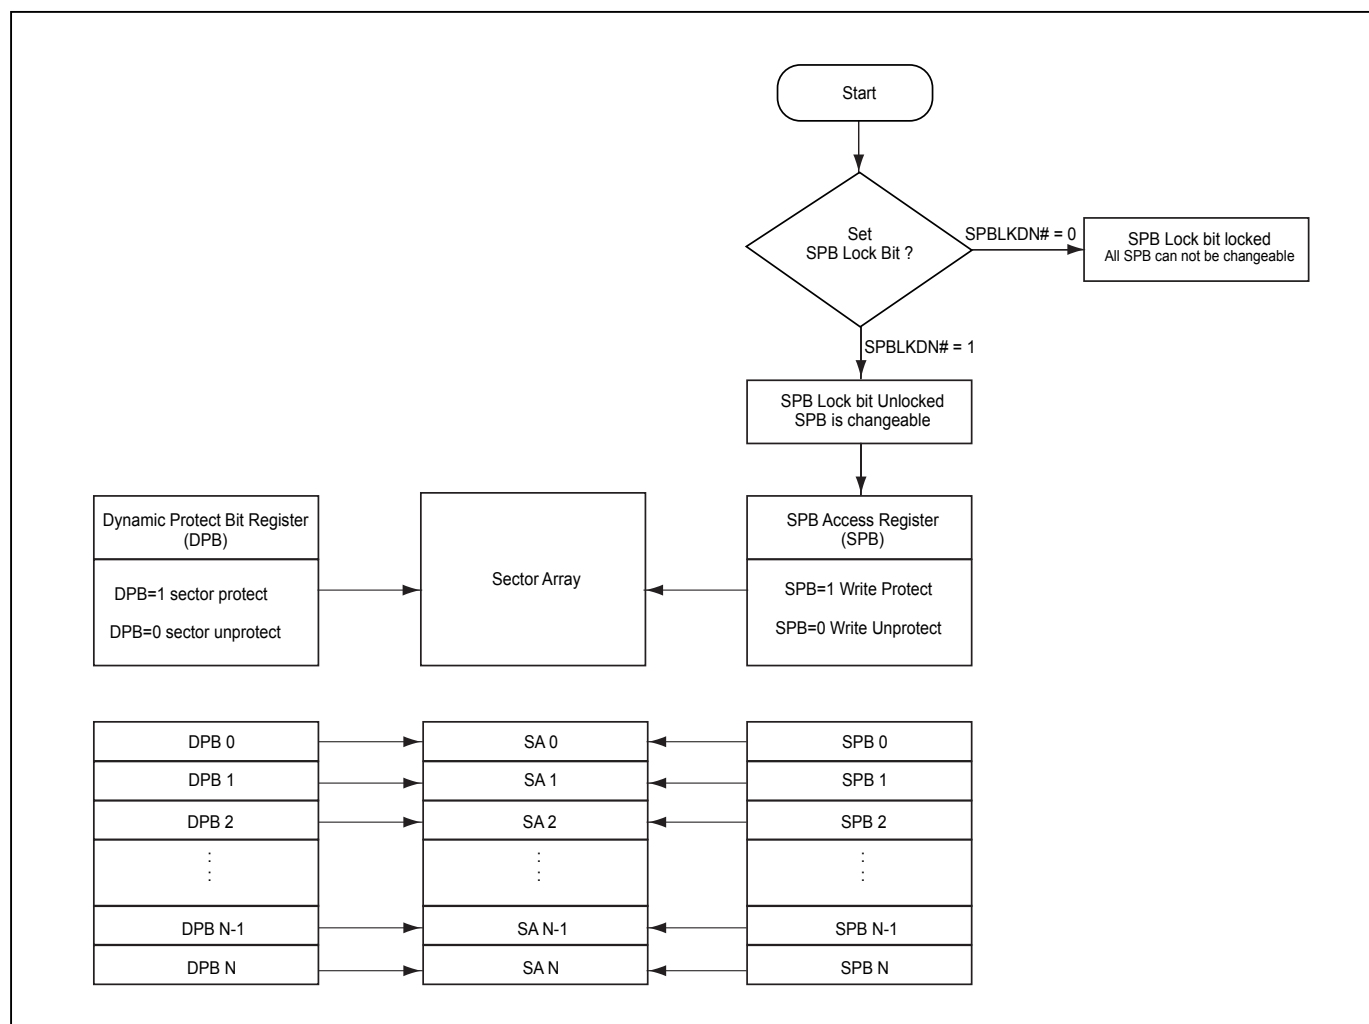 Start
Set
SPB Lock Bit ?
SPBLKDN# = 0
SPB Lock bit locked
All SPB can not be changeable
SPBLKDN# = 1
SPB Lock bit Unlocked
SPB is changeable
Dynamic Protect Bit Register
(DPB)
DPB=1 sector protect
DPB=0 sector unprotect
Sector Array
SPB Access Register
(SPB)
SPB=1 Write Protect
SPB=0 Write Unprotect
DPB 0
SA 0
SPB 0
DPB 1
SA 1
SPB 1
DPB 2
SA 2
SPB 2
DPB N-1
SA N-1
SPB N-1
DPB N
SA N
SPB N